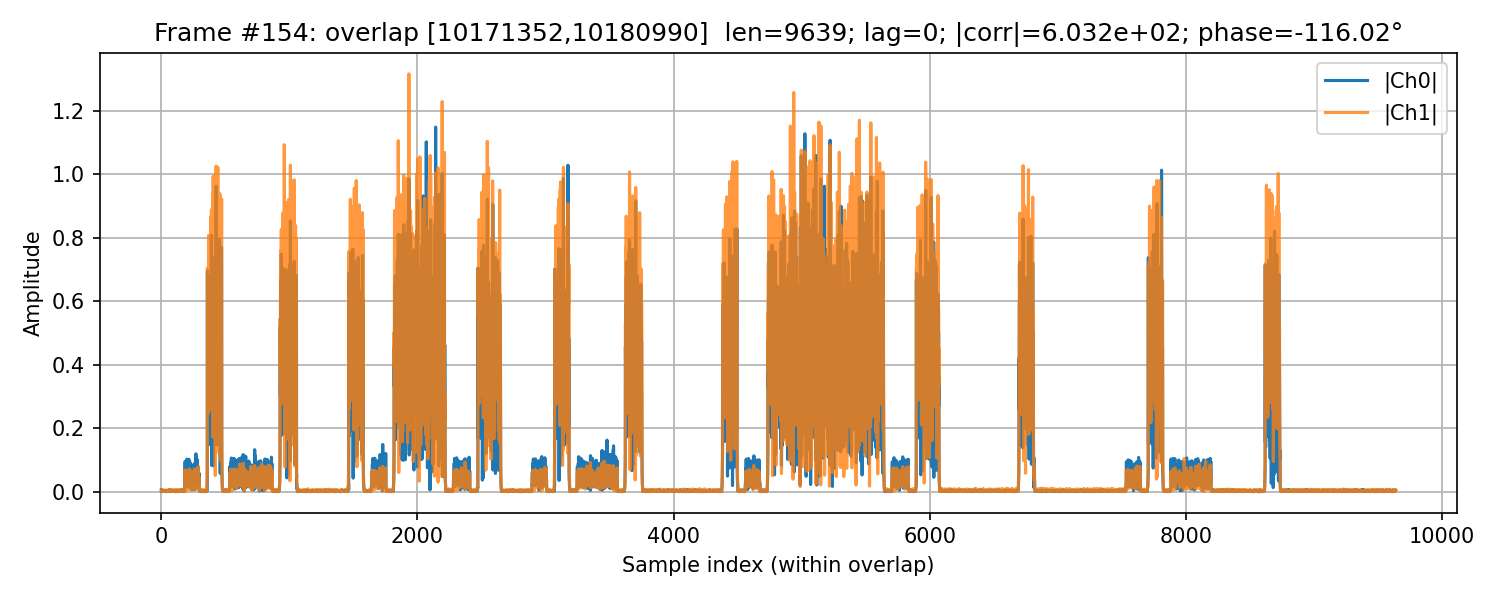 Frame #154: overlap [10171352,10180990]  len=9639; lag=0; |corr|=6.032e+02; phase=-116.02°
|Ch0|
|Ch1|
Amplitude
1.2
1.0
0.8
0.6
0.4
0.2
0.0
0
2000
4000
6000
8000
10000
Sample index (within overlap)